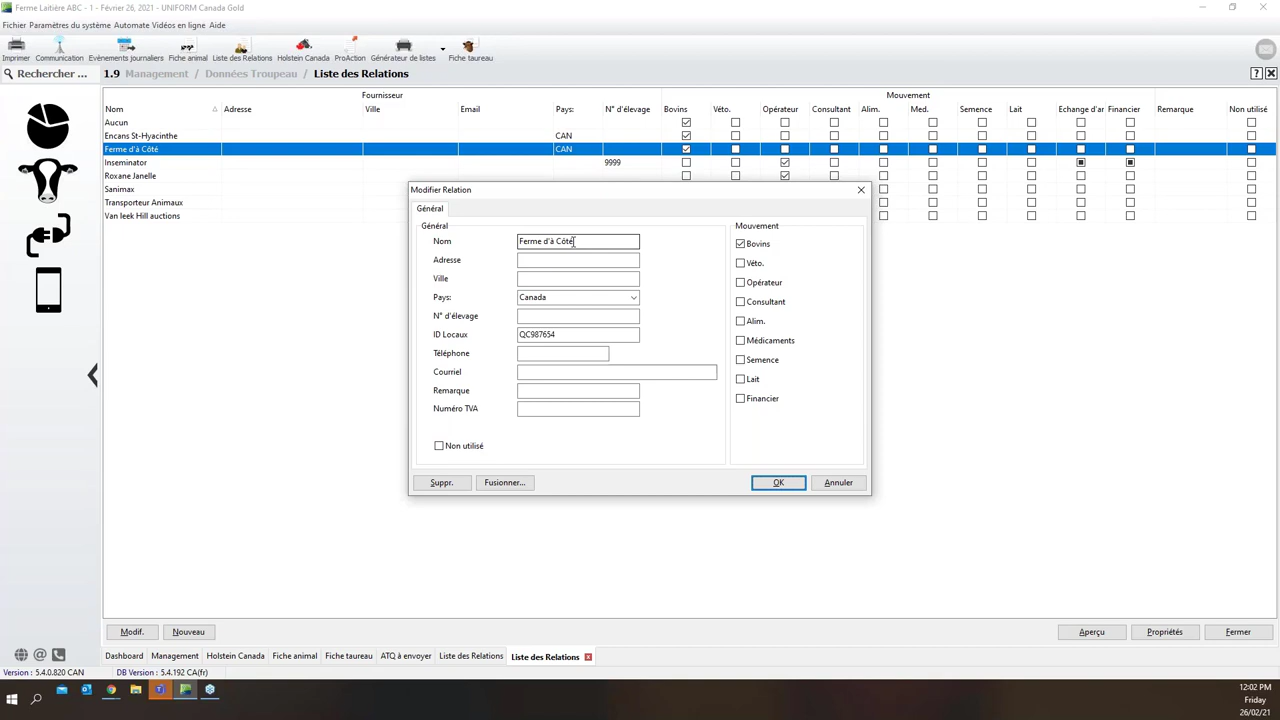 Ferme Laitière ABC - 1 - Février 26, 2021 - UNIFORM Canada Gold
Fichier Paramètres du système Automate Vidéos en ligne Aide
Imprimer Communication Evénements journaliers Fiche animal Liste des Relations Holstein Canada ProAction Générateur de listes Fiche taureau
Rechercher ... 1.9 Management / Données Troupeau / Liste des Relations
Fournisseur Mouvement
Nom Adresse Ville Email Pays: N° d'élevage Bovins Véto. Opérateur Consultant Alim. Med. Semence Lait Echange d'ar Financier Remarque Non utilisé
Aucun
Encans St-Hyacinthe CAN
Ferme d'à Côté CAN
Inseminator 9999
Roxane Janelle
Sanimax
Transporteur Animaux
Van leek Hill auctions
Modifier Relation
Général
Général
Nom Ferme d'à Côté
Adresse
Ville
Pays: Canada
N° d'élevage
ID Locaux QC987654
Téléphone
Courriel
Remarque
Numéro TVA
Non utilisé
Mouvement
Bovins
Véto.
Opérateur
Consultant
Alim.
Médicaments
Semence
Lait
Financier
Suppr. Fusionner... OK Annuler
Modif. Nouveau Aperçu Propriétés Fermer
Dashboard Management Holstein Canada Fiche animal Fiche taureau ATQ à envoyer Liste des Relations Liste des Relations
Version : 5.4.0.820 CAN DB Version : 5.4.192 CA(fr)
12:02 PM
Friday
26/02/21